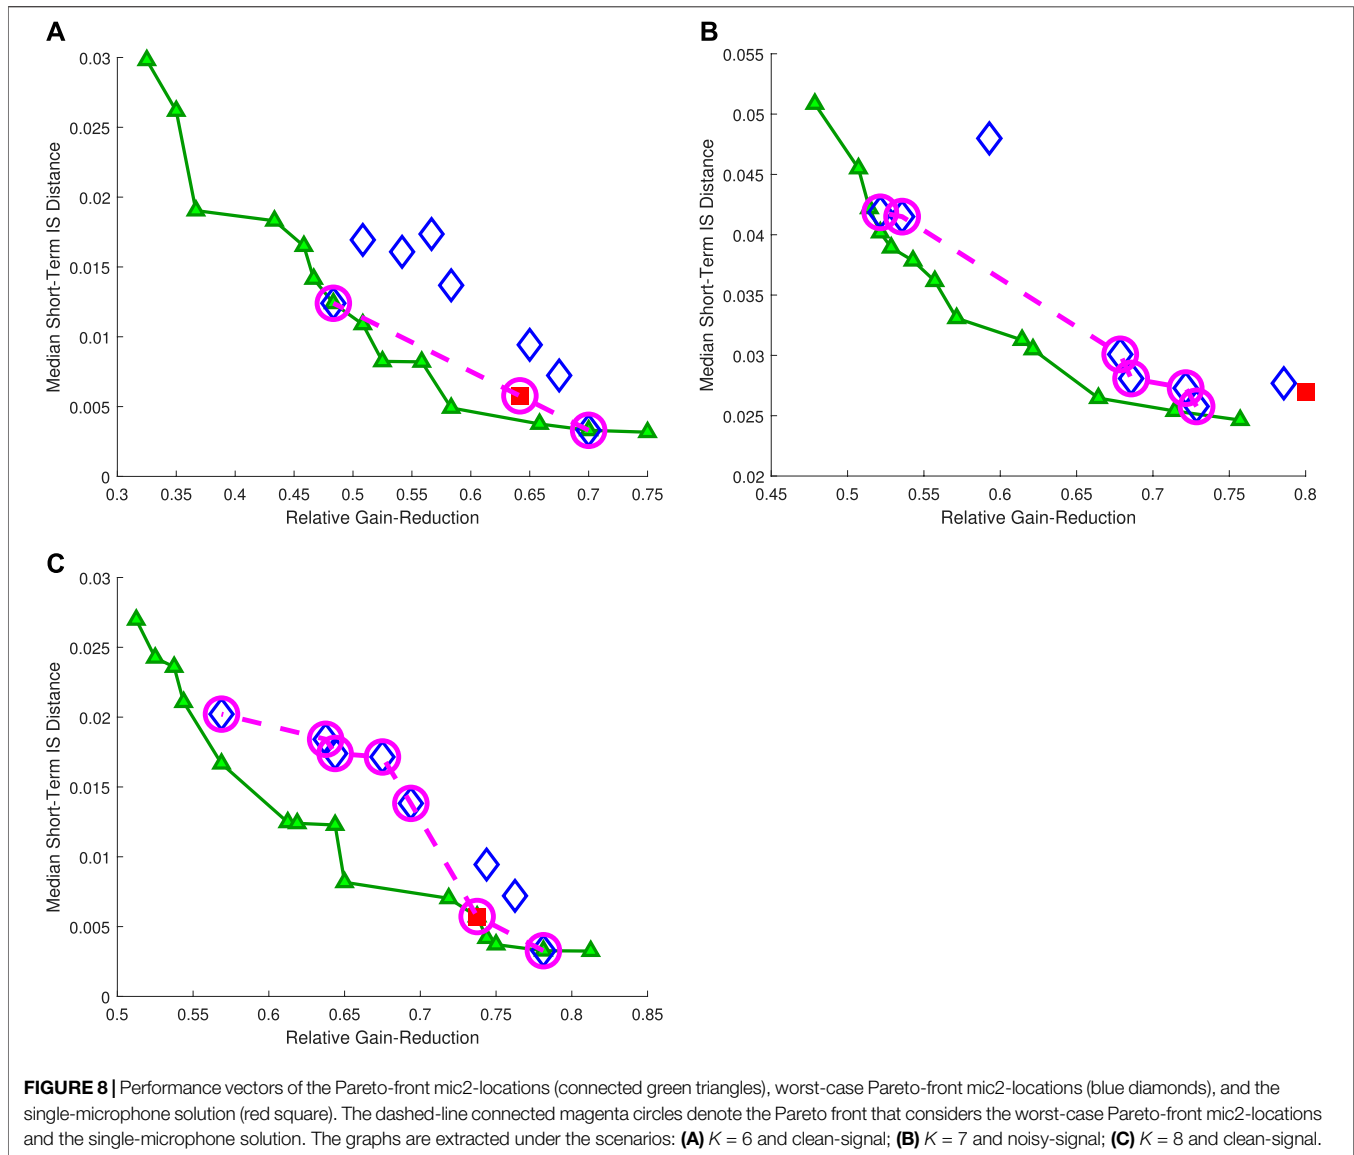 A
0.03
0.025
0.02
0.015
0.01
0.005
0
Median Short-Term IS Distance
0.3 0.35 0.4 0.45 0.5 0.55 0.6 0.65 0.7 0.75
Relative Gain-Reduction
B
0.055
0.05
0.045
0.04
0.035
0.03
0.025
0.02
Median Short-Term IS Distance
0.45 0.5 0.55 0.6 0.65 0.7 0.75 0.8
Relative Gain-Reduction
C
0.03
0.025
0.02
0.015
0.01
0.005
0
Median Short-Term IS Distance
0.5 0.55 0.6 0.65 0.7 0.75 0.8 0.85
Relative Gain-Reduction
FIGURE 8 | Performance vectors of the Pareto-front mic2-locations (connected green triangles), worst-case Pareto-front mic2-locations (blue diamonds), and the
single-microphone solution (red square). The dashed-line connected magenta circles denote the Pareto front that considers the worst-case Pareto-front mic2-locations
and the single-microphone solution. The graphs are extracted under the scenarios: (A) K = 6 and clean-signal; (B) K = 7 and noisy-signal; (C) K = 8 and clean-signal.